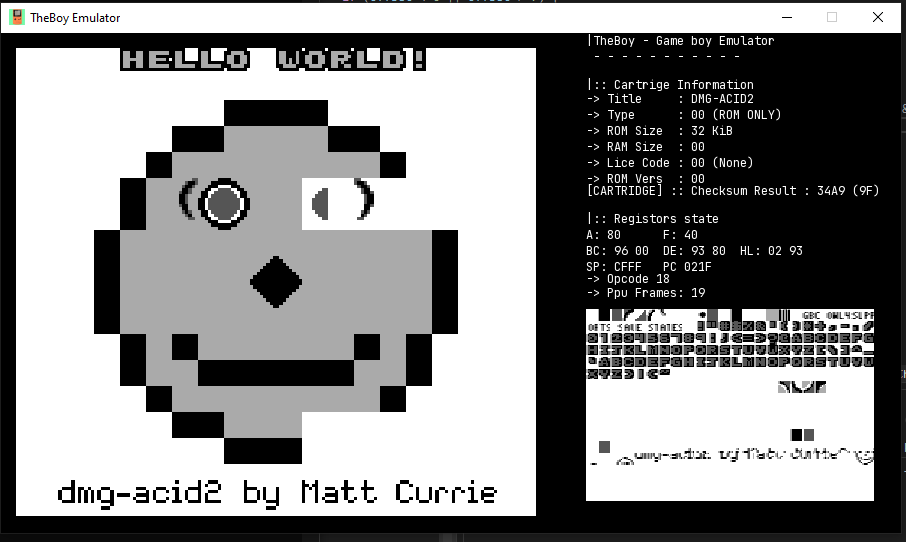 TheBoy Emulator
HELLO WORLD!
dmg-acid2 by Matt Currie
|TheBoy - Game boy Emulator
- - - - - - - - - - -
|:: Cartrige Information
-> Title : DMG-ACID2
-> Type : 00 (ROM ONLY)
-> ROM Size : 32 KiB
-> RAM Size : 00
-> Lice Code : 00 (None)
-> ROM Vers : 00
[CARTRIDGE] :: Checksum Result : 34A9 (9F)
|:: Registors state
A: 80 F: 40
BC: 96 00 DE: 93 80 HL: 02 93
SP: CFFF PC 021F
-> Opcode 18
-> Ppu Frames: 19